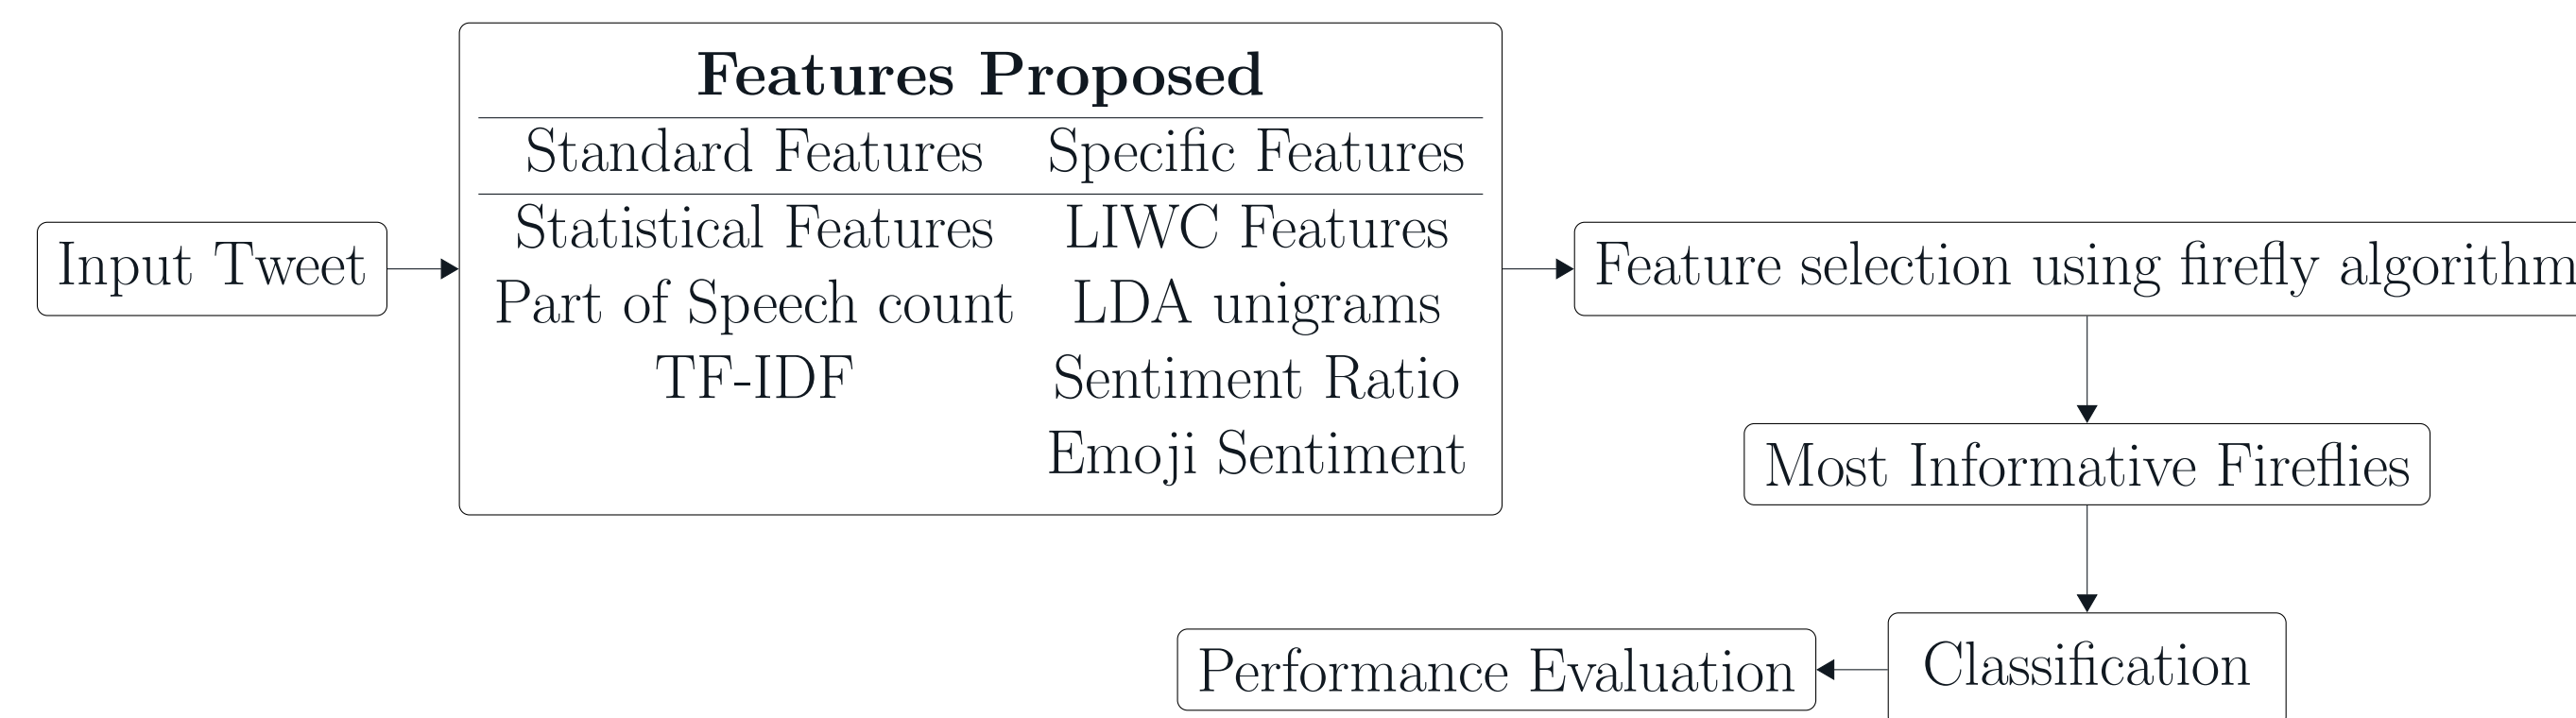 Features Proposed
Standard Features Specific Features
Statistical Features LIWC Features
Part of Speech count LDA unigrams
TF-IDF Sentiment Ratio
Emoji Sentiment
Input Tweet
Feature selection using firefly algorithm
Most Informative Fireflies
Classification
Performance Evaluation